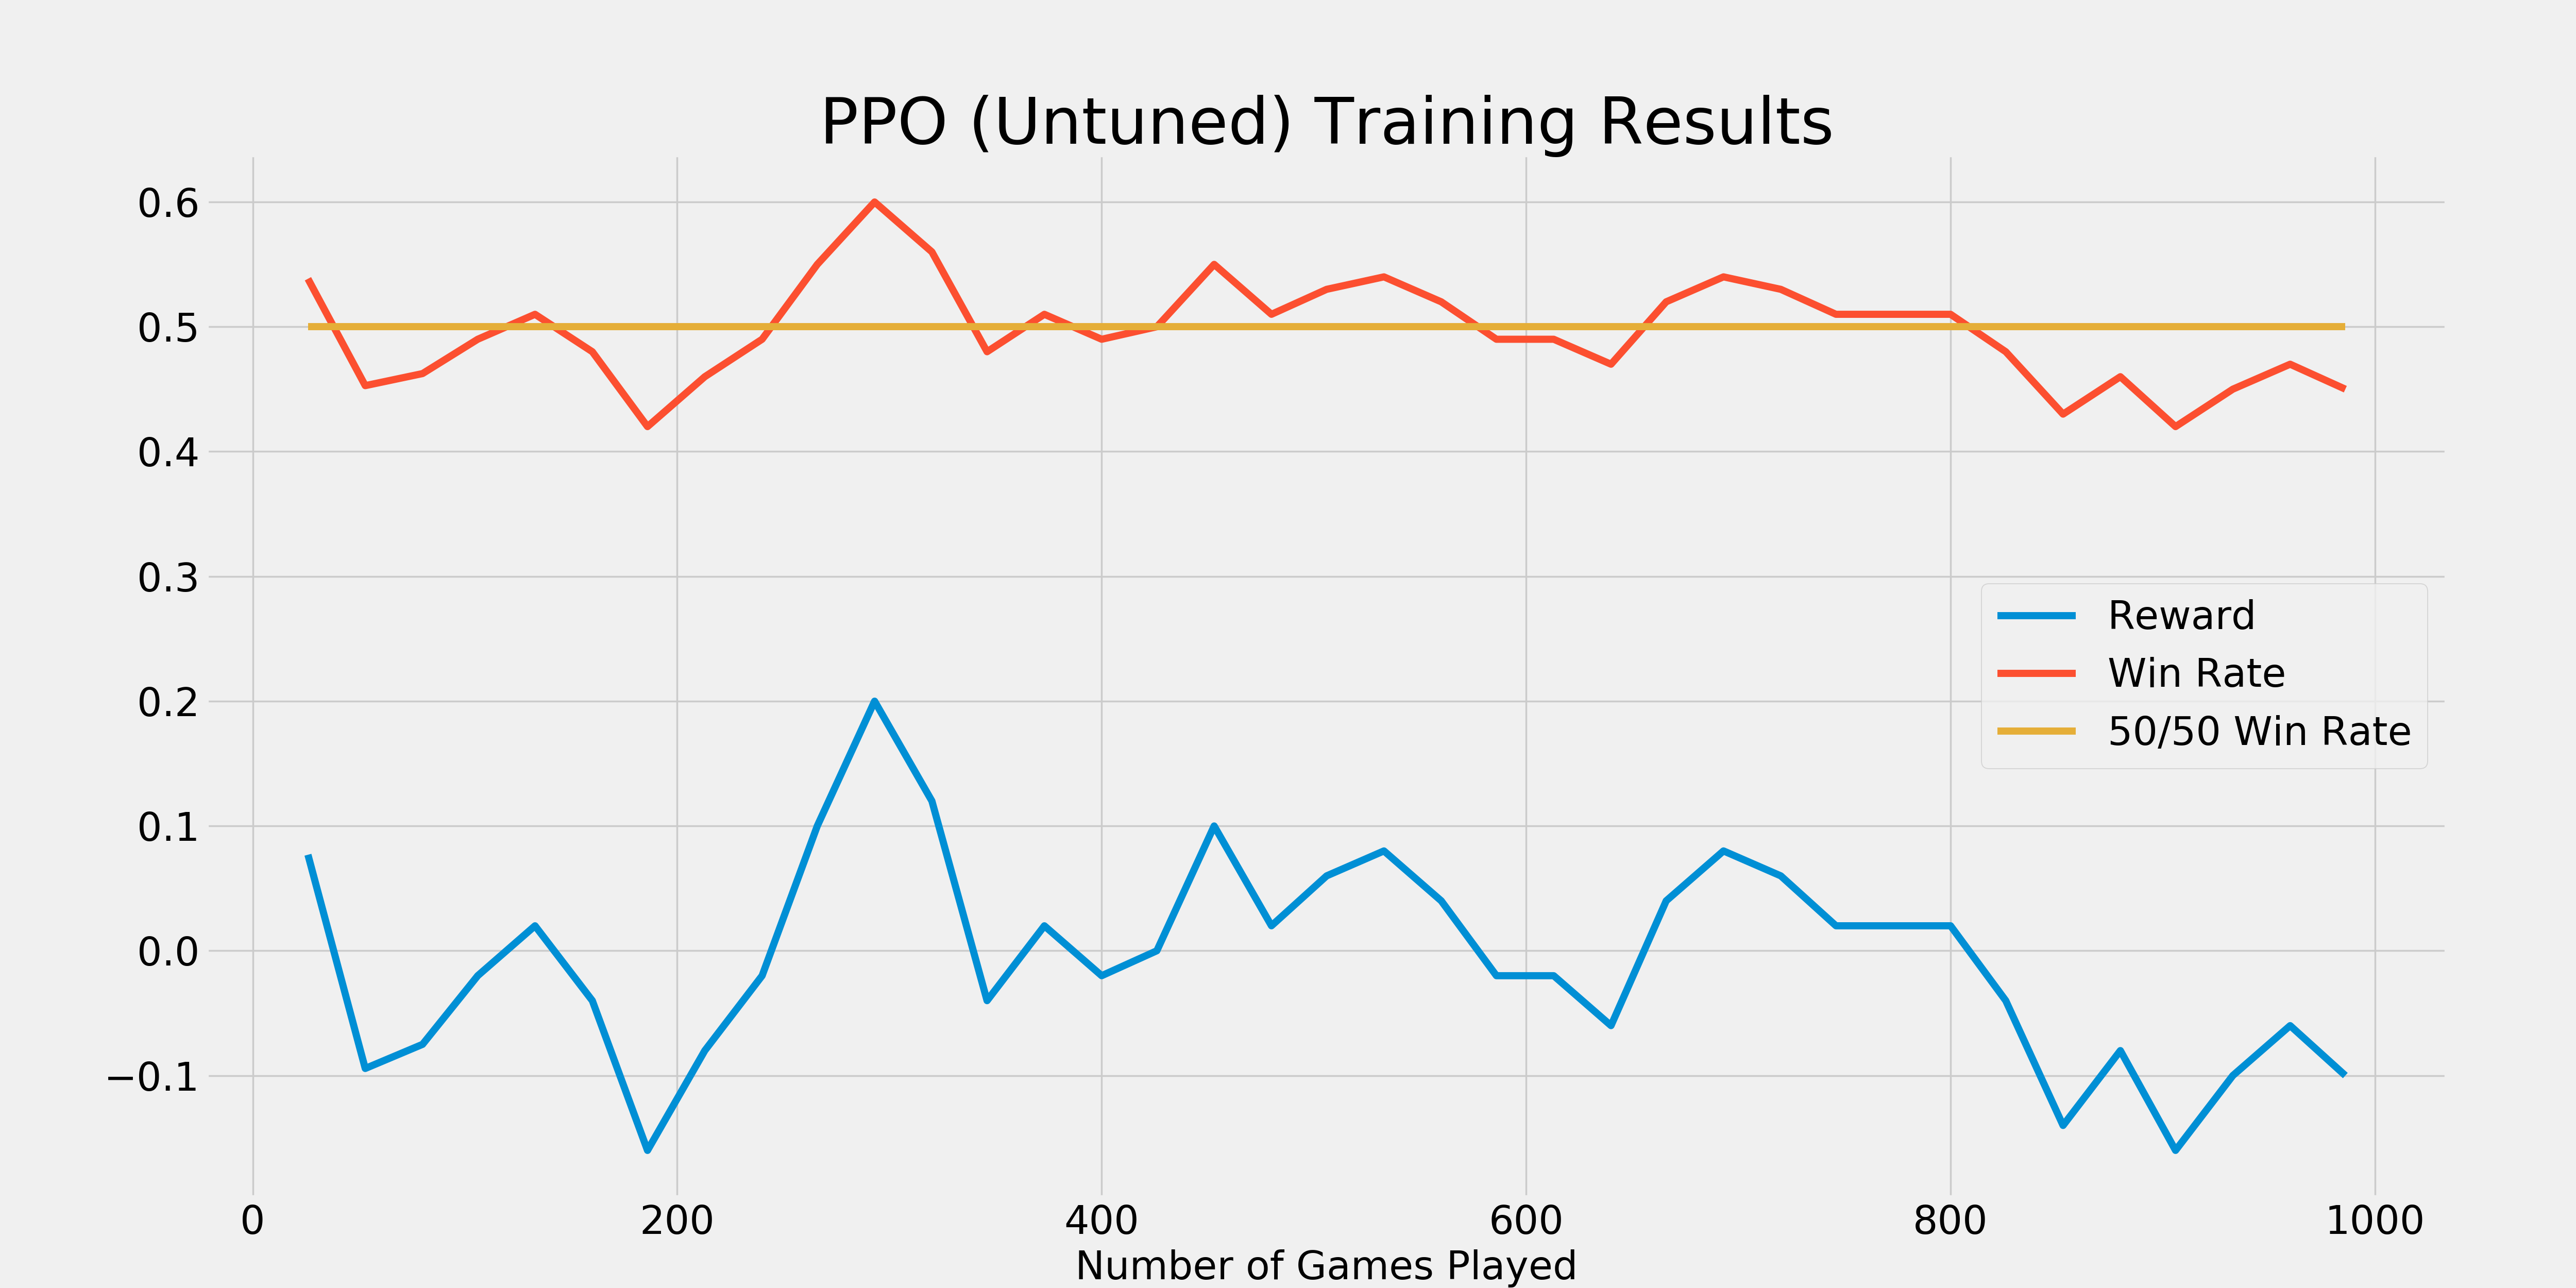 PPO (Untuned) Training Results
0.6
0.5
0.4
0.3
0.2
0.1
0.0
−0.1
Reward
Win Rate
50/50 Win Rate
0 200 400 600 800 1000
Number of Games Played